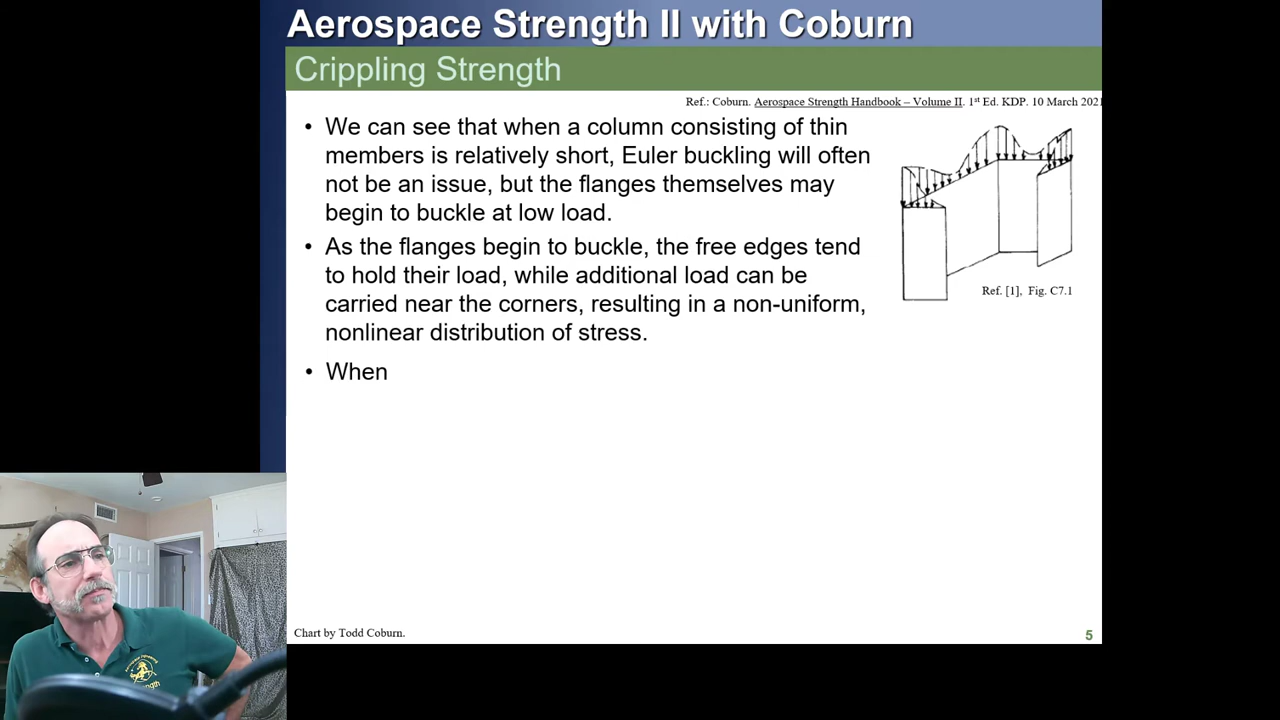 Aerospace Strength II with Coburn
Crippling Strength
Ref.: Coburn. Aerospace Strength Handbook – Volume II. 1st Ed. KDP. 10 March 2021
• We can see that when a column consisting of thin
members is relatively short, Euler buckling will often
not be an issue, but the flanges themselves may
begin to buckle at low load.
• As the flanges begin to buckle, the free edges tend
to hold their load, while additional load can be
carried near the corners, resulting in a non-uniform,
nonlinear distribution of stress.
• When
Ref. [1], Fig. C7.1
Chart by Todd Coburn.
5